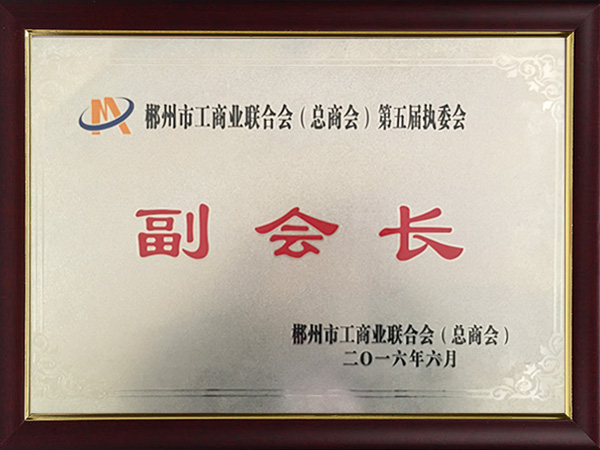 郴州市工商业联合会（总商会）第五届执委会
副会长
郴州市工商业联合会（总商会）
二〇一六年六月